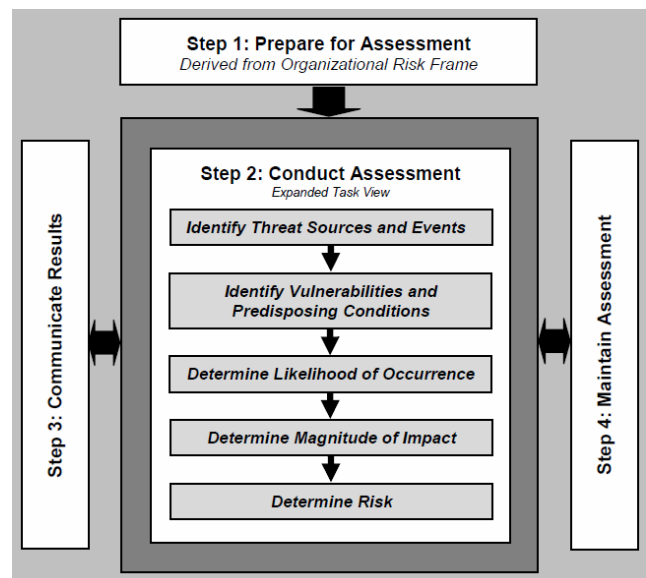 Step 1: Prepare for Assessment
Derived from Organizational Risk Frame
Step 3: Communicate Results
Step 2: Conduct Assessment
Expanded Task View
Identify Threat Sources and Events
Identify Vulnerabilities and
Predisposing Conditions
Determine Likelihood of Occurrence
Determine Magnitude of Impact
Determine Risk
Step 4: Maintain Assessment